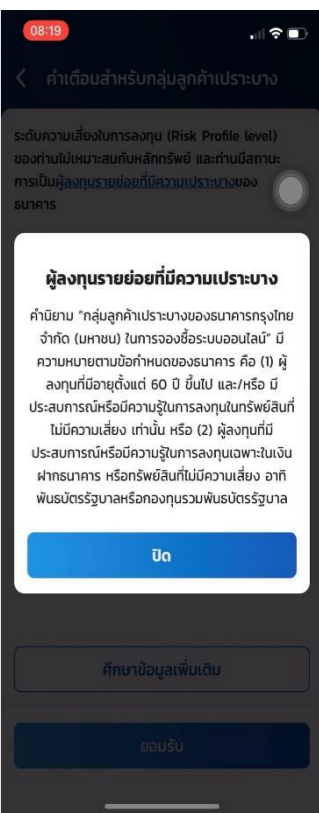 08:19
คำเตือนสำหรับกลุ่มลูกค้าเปราะบาง
ระดับความเสี่ยงในการลงทุน (Risk Profile level)
ของท่านไม่เหมาะสมกับหลักทรัพย์ และท่านมีสถานะ
การเป็นผู้ลงทุนรายย่อยที่มีความเปราะบางของ
ธนาคาร
ผู้ลงทุนรายย่อยที่มีความเปราะบาง
คำนิยาม “กลุ่มลูกค้าเปราะบางของธนาคารกรุงไทย
จำกัด (มหาชน) ในการจองซื้อระบบออนไลน์” มี
ความหมายตามข้อกำหนดของธนาคาร คือ (1) ผู้
ลงทุนที่มีอายุตั้งแต่ 60 ปี ขึ้นไป และ/หรือ มี
ประสบการณ์หรือมีความรู้ในการลงทุนในทรัพย์สินที่
ไม่มีความเสี่ยง เท่านั้น หรือ (2) ผู้ลงทุนที่มี
ประสบการณ์หรือมีความรู้ในการลงทุนเฉพาะในเงิน
ฝากธนาคาร หรือทรัพย์สินที่ไม่มีความเสี่ยง อาทิ
พันธบัตรรัฐบาลหรือกองทุนรวมพันธบัตรรัฐบาล
ปิด
ศึกษาข้อมูลเพิ่มเติม
ยอมรับ